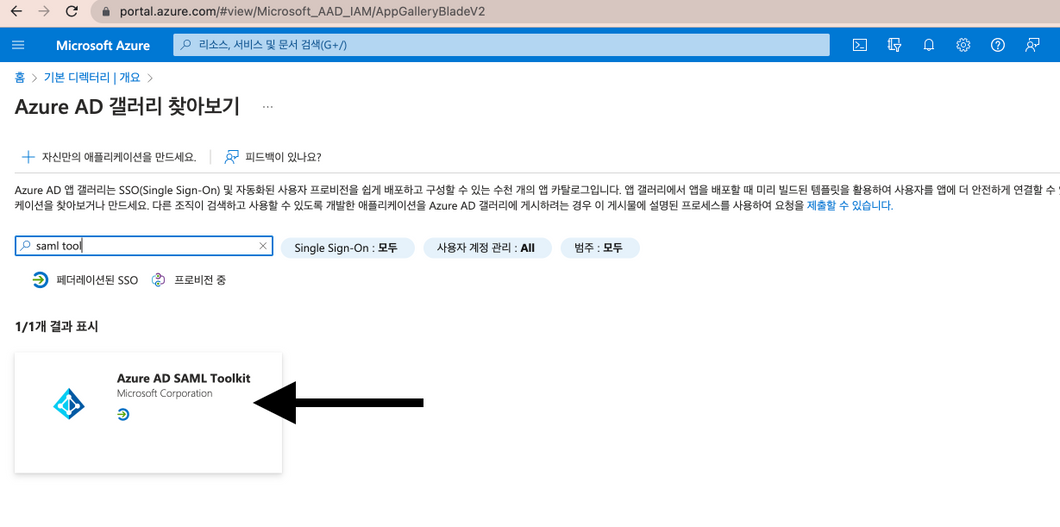 portal.azure.com/#view/Microsoft_AAD_IAM/AppGalleryBladeV2
Microsoft Azure
리소스, 서비스 및 문서 검색(G+/)
홈 > 기본 디렉터리 | 개요 >
Azure AD 갤러리 찾아보기 ...
자신만의 애플리케이션을 만드세요. 피드백이 있나요?
Azure AD 앱 갤러리는 SSO(Single Sign-On) 및 자동화된 사용자 프로비전을 쉽게 배포하고 구성할 수 있는 수천 개의 앱 카탈로그입니다. 앱 갤러리에서 앱을 배포할 때 미리 빌드된 템플릿을 활용하여 사용자를 앱에 더 안전하게 연결할 수
케이션을 찾아보거나 만드세요. 다른 조직이 검색하고 사용할 수 있도록 개발한 애플리케이션을 Azure AD 갤러리에 게시하려는 경우 이 게시물에 설명된 프로세스를 사용하여 요청을 제출할 수 있습니다.
saml tool
Single Sign-On : 모두
사용자 계정 관리 : All
범주 : 모두
페더레이션된 SSO
프로비전 중
1/1개 결과 표시
Azure AD SAML Toolkit
Microsoft Corporation